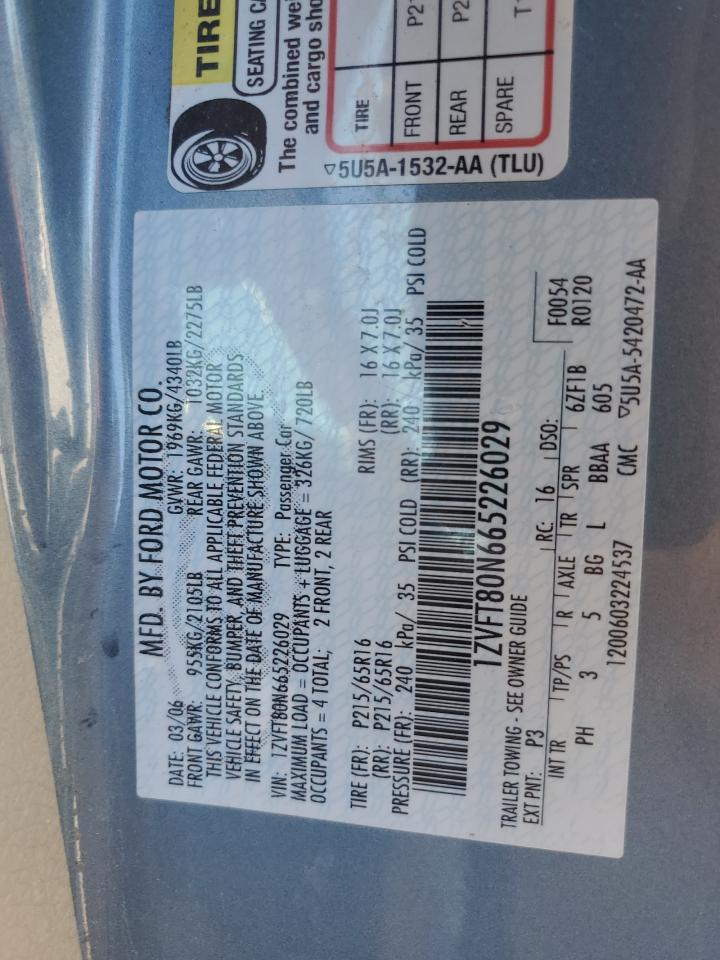 TIRE
SEATING CA
The combined wei
and cargo sho
TIRE
FRONT P21
REAR P2
SPARE T1
▽5U5A-1532-AA (TLU)
MFD. BY FORD MOTOR CO.
DATE: 03/06 GVWR: 1969KG/4340LB
FRONT GAWR: 955KG/2105LB REAR GAWR: 1032KG/2275LB
THIS VEHICLE CONFORMS TO ALL APPLICABLE FEDERAL MOTOR
VEHICLE SAFETY, BUMPER, AND THEFT PREVENTION STANDARDS
IN EFFECT ON THE DATE OF MANUFACTURE SHOWN ABOVE.
VIN: 1ZVFT80N665226029 TYPE: Passenger Car
MAXIMUM LOAD = OCCUPANTS + LUGGAGE = 326KG/ 720LB
OCCUPANTS = 4 TOTAL; 2 FRONT, 2 REAR
TIRE (FR): P215/65R16 RIMS (FR): 16 X 7.0J
(RR): P215/65R16 (RR): 16 X 7.0J
PRESSURE (FR): 240 kPa/ 35 PSI COLD (RR): 240 kPa/ 35 PSI COLD
1ZVFT80N665226029
TRAILER TOWING - SEE OWNER GUIDE
EXT PNT: P3 RC: 16 DSO: F0054
R0120
INT TR TP/PS R AXLE TR SPR 6ZF1B
PH 3 5 BG L BBAA 605
1200603224537 CMC ▽5U5A-5420472-AA